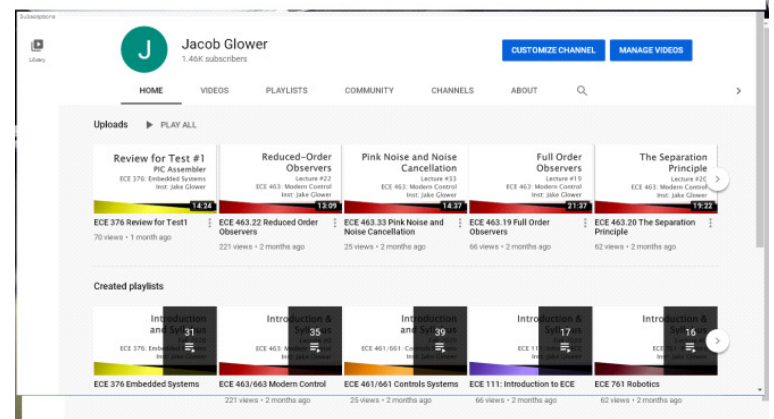 Subscriptions
Library
J
Jacob Glower
1.46K subscribers
CUSTOMIZE CHANNEL
MANAGE VIDEOS
HOME
VIDEOS
PLAYLISTS
COMMUNITY
CHANNELS
ABOUT
Uploads
PLAY ALL
Review for Test #1
PIC Assembler
ECE 376: Embedded Systems
Inst: Jake Glower
14:24
ECE 376 Review for Test1
70 views • 1 month ago
Reduced-Order
Observers
Lecture #22
ECE 463: Modern Control
Inst: Jake Glower
13:09
ECE 463.22 Reduced Order
Observers
221 views • 2 months ago
Pink Noise and Noise
Cancellation
Lecture #33
ECE 463: Modern Control
Inst: Jake Glower
14:37
ECE 463.33 Pink Noise and
Noise Cancellation
25 views • 2 months ago
Full Order
Observers
Lecture #19
ECE 463: Modern Control
Inst: Jake Glower
21:37
ECE 463.19 Full Order
Observers
66 views • 2 months ago
The Separation
Principle
Lecture #20
ECE 463: Modern Control
Inst: Jake Glower
19:22
ECE 463.20 The Separation
Principle
62 views • 2 months ago
Created playlists
31
ECE 376 Embedded Systems
35
ECE 463/663 Modern Control
39
ECE 461/661 Controls Systems
17
ECE 111: Introduction to ECE
16
ECE 761 Robotics
221 views • 2 months ago
25 views • 2 months ago
66 views • 2 months ago
62 views • 2 months ago